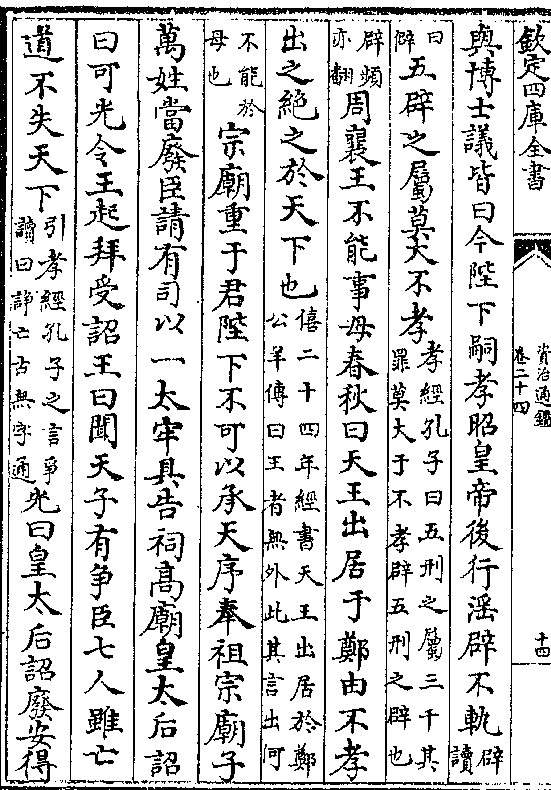 欽定四庫全書
資治通鑑
卷二十四
十四
與博士議皆曰今陛下嗣孝昭皇帝後行淫辟不軌辟讀
曰僻五辟之屬莫大不孝孝經孔子曰五刑之屬三千其罪莫大于不孝辟五刑之辟也
辟頻亦翻周襄王不能事母春秋曰天王出居于鄭由不孝
出之絶之於天下也僖二十四年經書天王出居於鄭公羊傳曰王者無外此其言出何
不能於母也宗廟重于君陛下不可以承天序奉祖宗廟子
萬姓當廢臣請有司以一太牢具告祠高廟皇太后詔
曰可光令王起拜受詔王曰聞天子有争臣七人雖亡
道不失天下引孝經孔子之言爭讀曰諍亡古無字通光曰皇太后詔廢安得